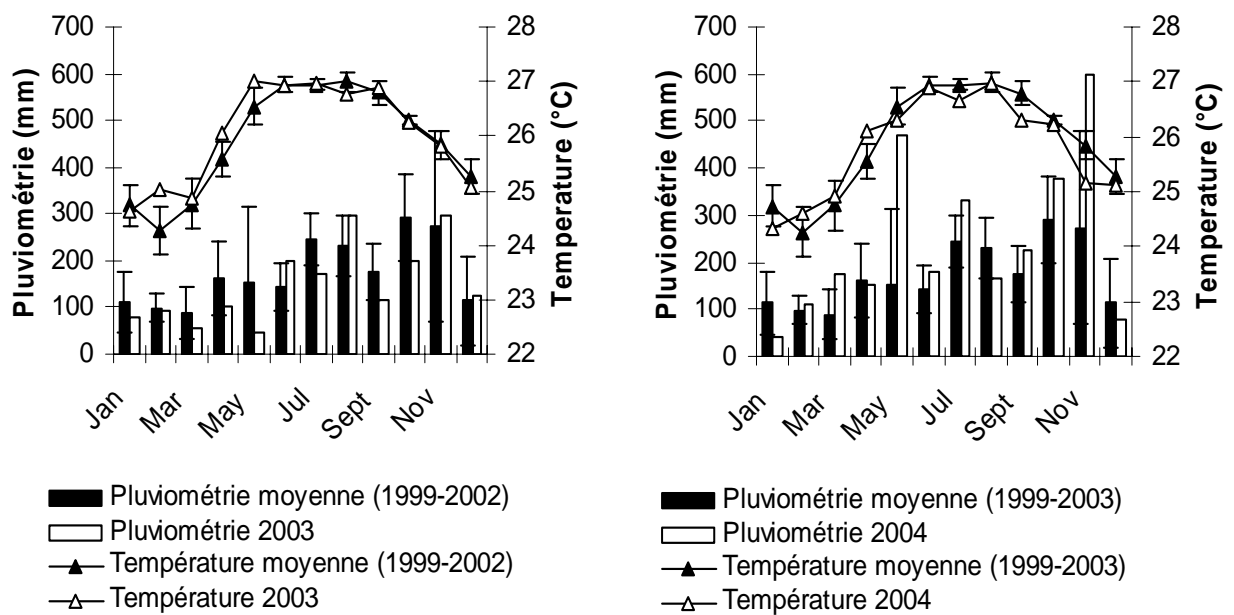 700
600
500
400
300
200
100
0
Pluviométrie (mm)
28
27
26
25
24
23
22
Temperature (°C)
Jan
Mar
May
Jul
Sept
Nov
Pluviométrie moyenne (1999-2002)
Pluviométrie 2003
Température moyenne (1999-2002)
Température 2003
700
600
500
400
300
200
100
0
Pluviométrie (mm)
28
27
26
25
24
23
22
Temperature (°C)
Jan
Mar
May
Jul
Sept
Nov
Pluviométrie moyenne (1999-2003)
Pluviométrie 2004
Température moyenne (1999-2003)
Température 2004